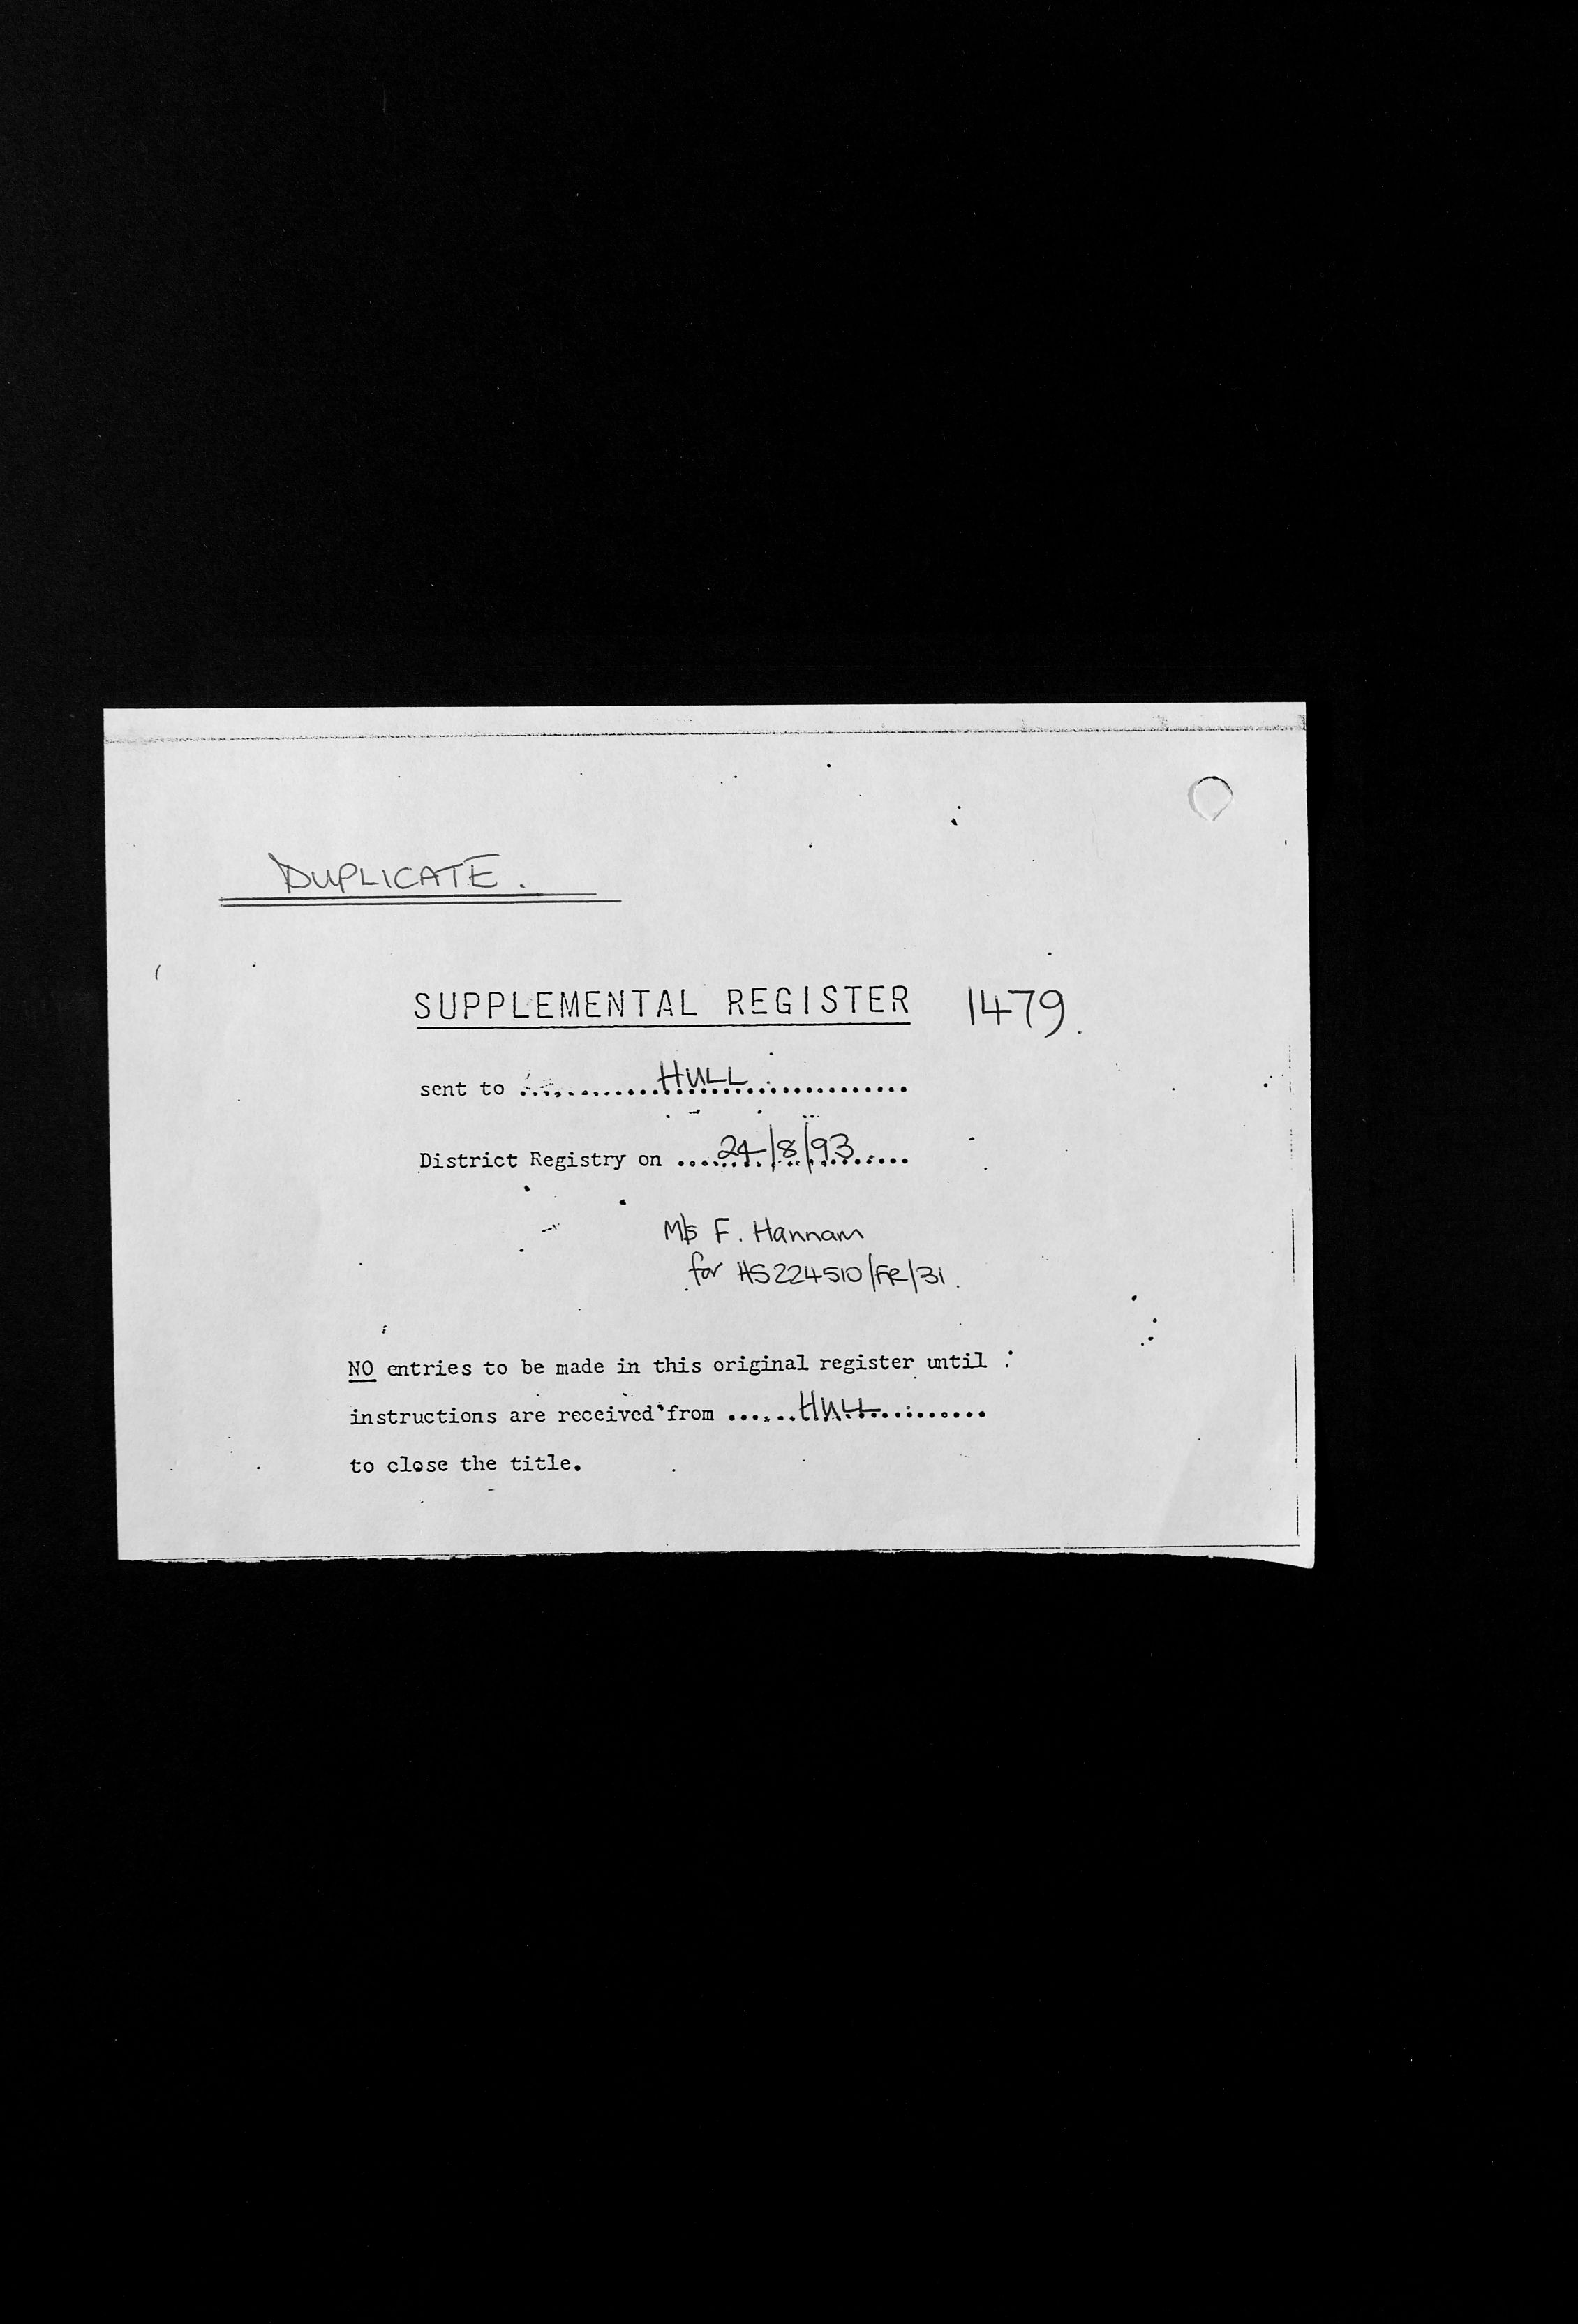 DUPLICATE.
SUPPLEMENTAL REGISTER 1479.
sent to ..........HULL....................
District Registry on .....24/8/93.......
M/s F. Hannam
for HS224510/FR/31.
NO entries to be made in this original register until
instructions are received from ......HULL............
to close the title.